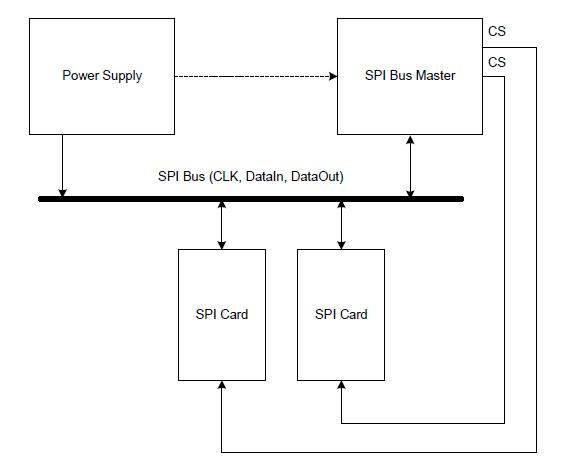 CS
Power Supply
SPI Bus Master
CS
SPI Bus (CLK, DataIn, DataOut)
SPI Card
SPI Card